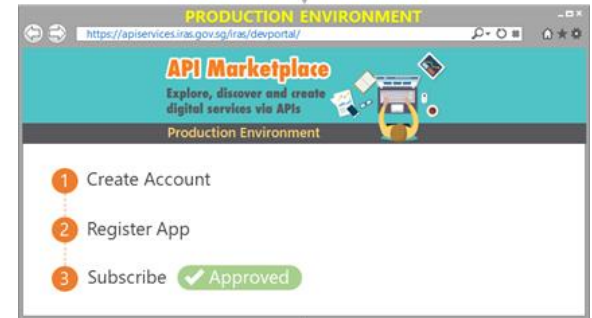 PRODUCTION ENVIRONMENT
https://apiservices.iras.gov.sg/iras/devportal/
API Marketplace
Explore, discover and create
digital services via APIs
Production Environment
1 Create Account
2 Register App
3 Subscribe Approved